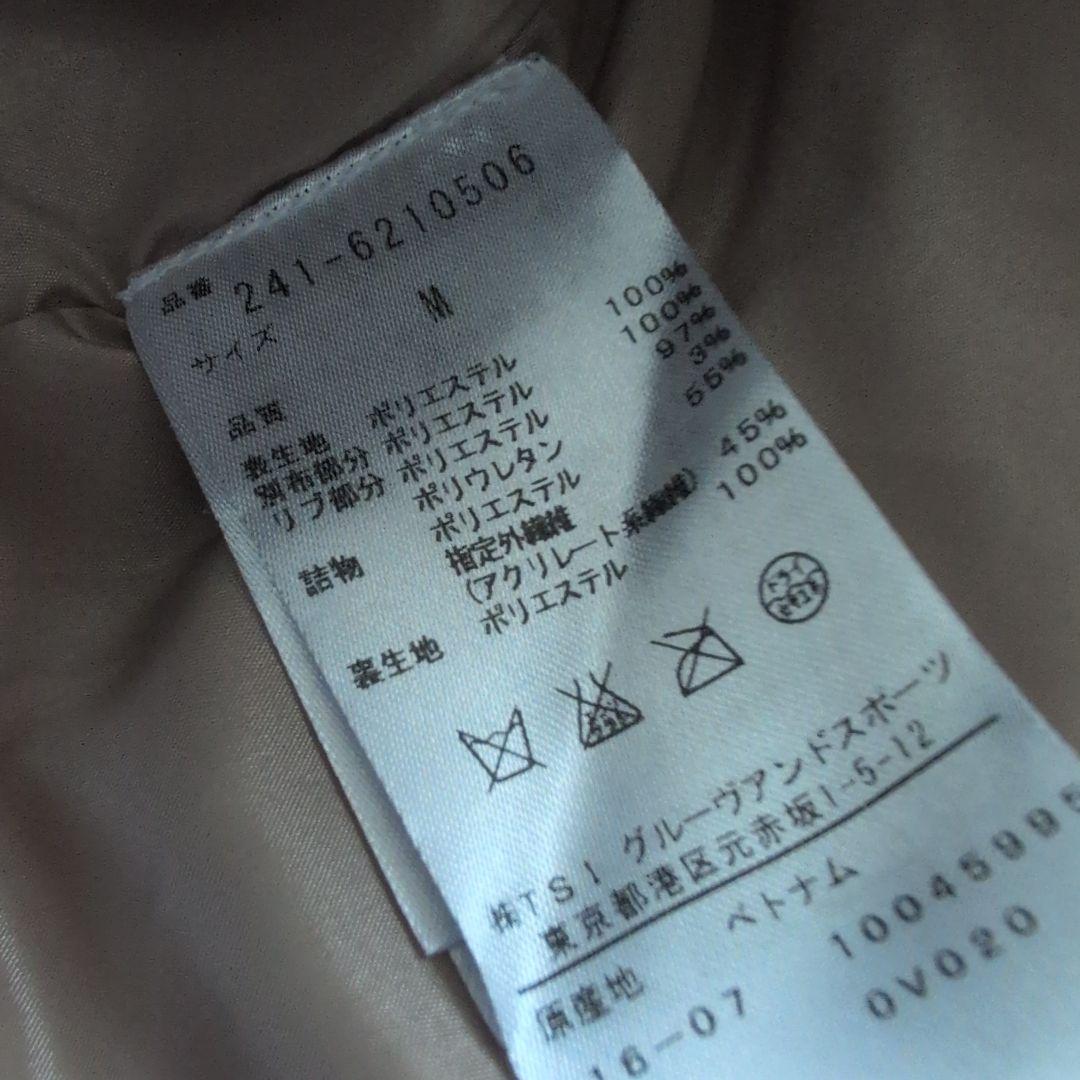 品番 241-6210506
サイズ M
品質
表生地 ポリエステル 100%
別布部分 ポリエステル 100%
リブ部分 ポリエステル 97%
ポリウレタン 3%
詰物 ポリエステル 55%
指定外繊維
(アクリレート系繊維) 45%
裏生地 ポリエステル 100%
ドライ
㈱TSI グルーヴアンドスポーツ
東京都港区元赤坂1-5-12
原産地 ベトナム
16-07 1004599
0V020